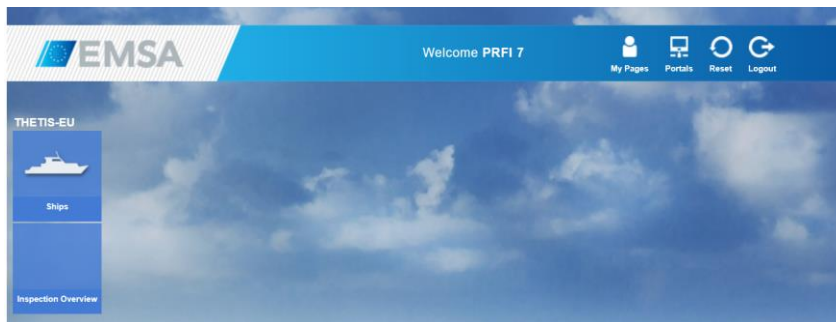 EMSA
Welcome PRFI 7
My Pages Portals Reset Logout
THETIS-EU
Ships
Inspection Overview